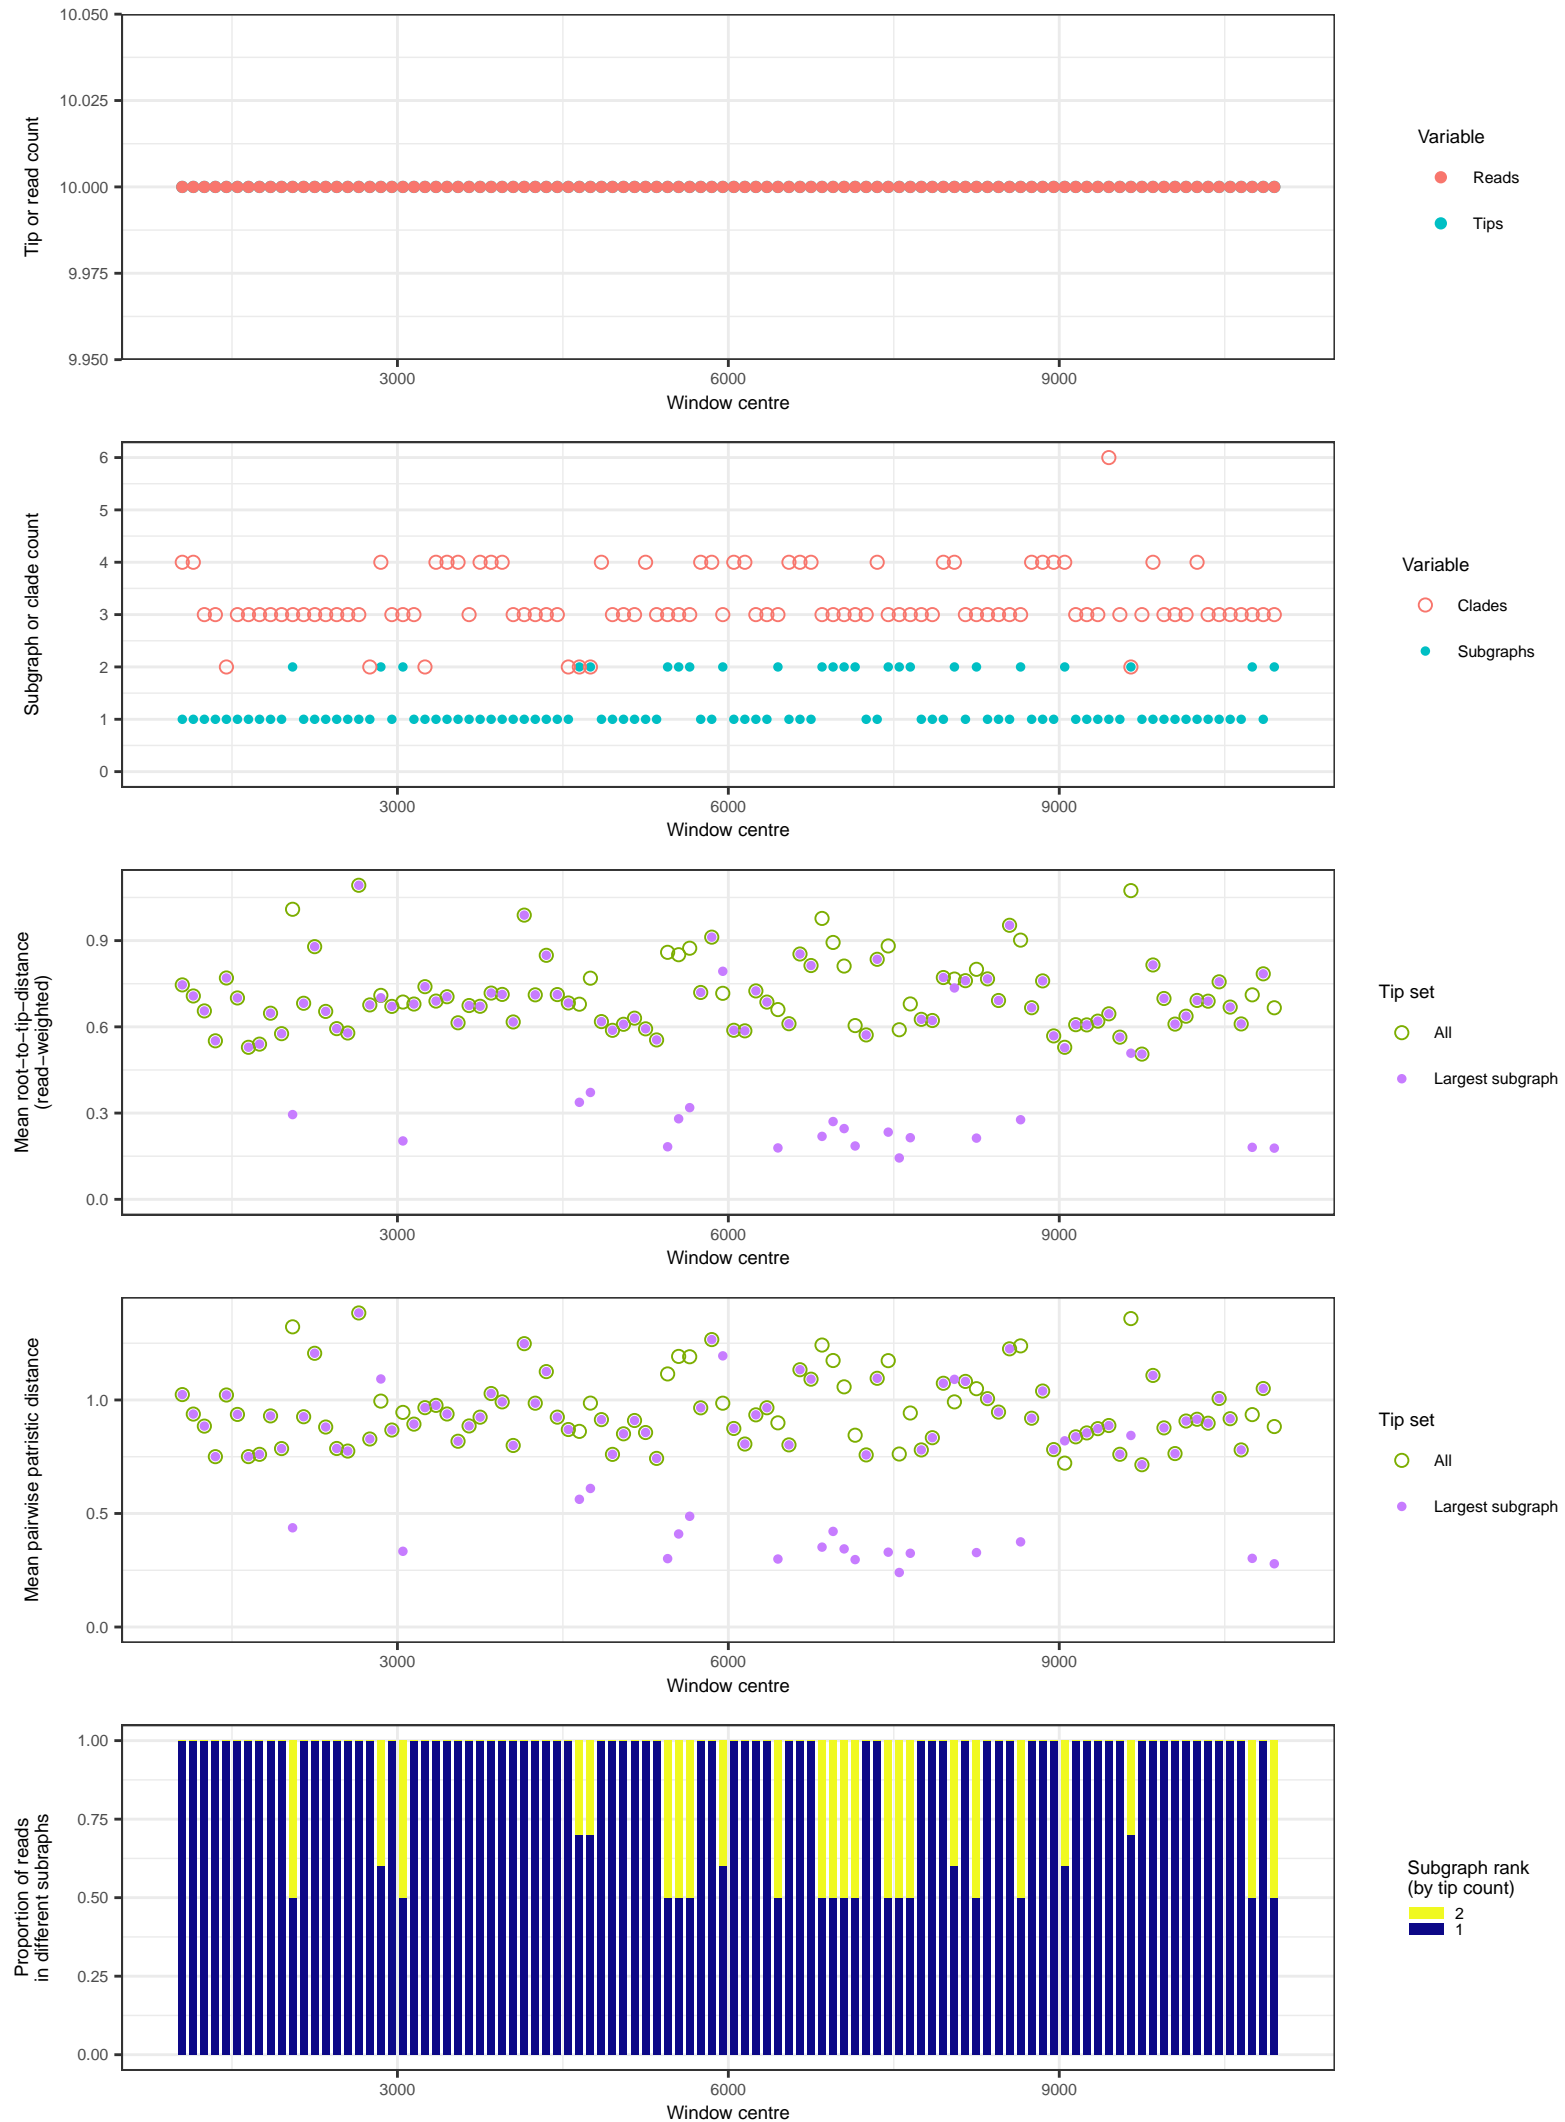 10.050
10.025
10.000
9.975
9.950
Tip or read count
3000 6000 9000
Window centre
Variable
Reads
Tips
6
5
4
3
2
1
0
Subgraph or clade count
3000 6000 9000
Window centre
Variable
Clades
Subgraphs
0.9
0.6
0.3
0.0
Mean root−to−tip−distance
(read−weighted)
3000 6000 9000
Window centre
Tip set
All
Largest subgraph
1.0
0.5
0.0
Mean pairwise patristic distance
3000 6000 9000
Window centre
Tip set
All
Largest subgraph
1.00
0.75
0.50
0.25
0.00
Proportion of reads
in different subraphs
3000 6000 9000
Window centre
Subgraph rank
(by tip count)
2
1